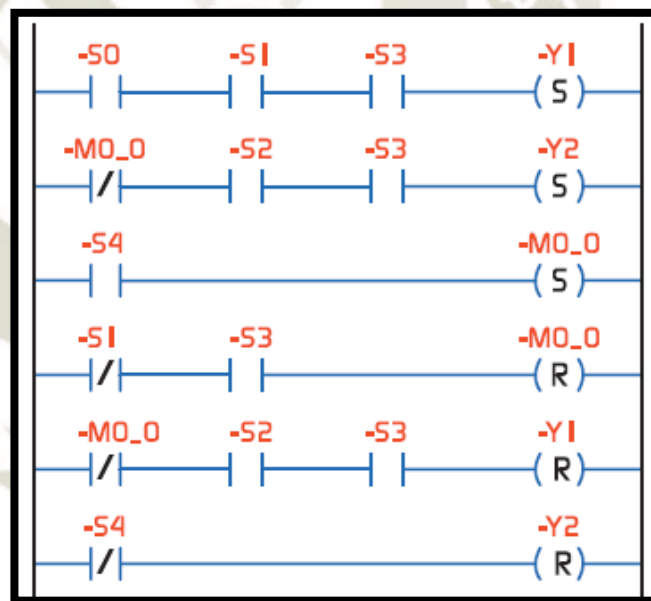 -S0 -S1 -S3 -Y1
S
-M0_0 -S2 -S3 -Y2
S
-S4 -M0_0
S
-S1 -S3 -M0_0
R
-M0_0 -S2 -S3 -Y1
R
-S4 -Y2
R